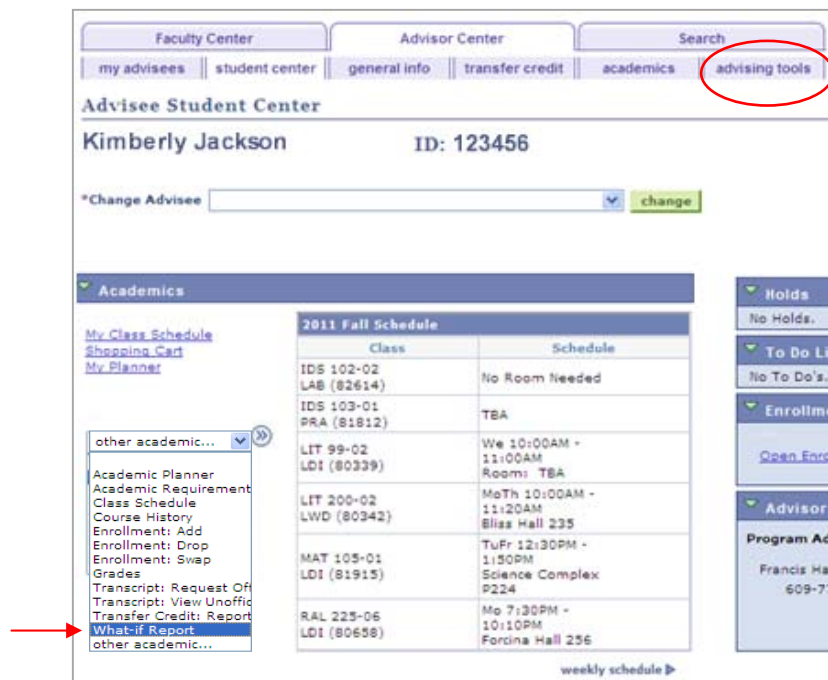 Faculty Center Advisor Center Search
my advisees student center general info transfer credit academics advising tools
Advisee Student Center
Kimberly Jackson ID: 123456
*Change Advisee change
Academics
My Class Schedule
Shopping Cart
My Planner
other academic...
Academic Planner
Academic Requirement
Class Schedule
Course History
Enrollment: Add
Enrollment: Drop
Enrollment: Swap
Grades
Transcript: Request Off
Transcript: View Unoffic
Transfer Credit: Report
What-if Report
other academic...
2011 Fall Schedule
Class Schedule
IDS 102-02
LAB (82614)
No Room Needed
IDS 103-01
PRA (81812)
TBA
LIT 99-02
LDI (80339)
We 10:00AM -
11:00AM
Room: TBA
LIT 200-02
LWD (80342)
MoTh 10:00AM -
11:20AM
Bliss Hall 235
MAT 105-01
LDI (81915)
TuFr 12:30PM -
1:50PM
Science Complex
P224
RAL 225-06
LDI (80658)
Mo 7:30PM -
10:10PM
Forcina Hall 256
weekly schedule
Holds
No Holds.
To Do Li
No To Do's.
Enrollme
Open Enro
Advisor
Program Ad
Francis Ha
609-7